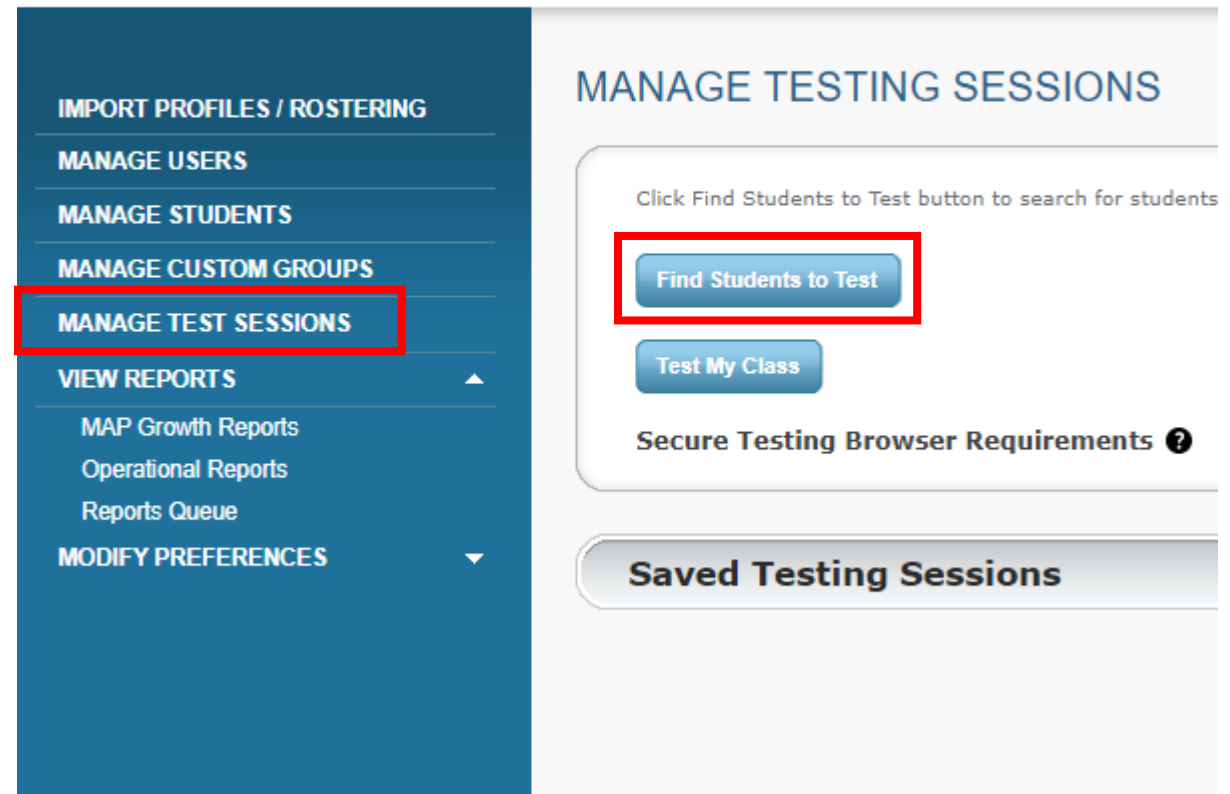 IMPORT PROFILES / ROSTERING
MANAGE USERS
MANAGE STUDENTS
MANAGE CUSTOM GROUPS
MANAGE TEST SESSIONS
VIEW REPORTS
MAP Growth Reports
Operational Reports
Reports Queue
MODIFY PREFERENCES
MANAGE TESTING SESSIONS
Click Find Students to Test button to search for students
Find Students to Test
Test My Class
Secure Testing Browser Requirements ?
Saved Testing Sessions